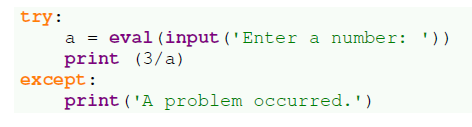 try:
    a = eval(input('Enter a number: '))
    print (3/a)
except:
    print('A problem occurred.')